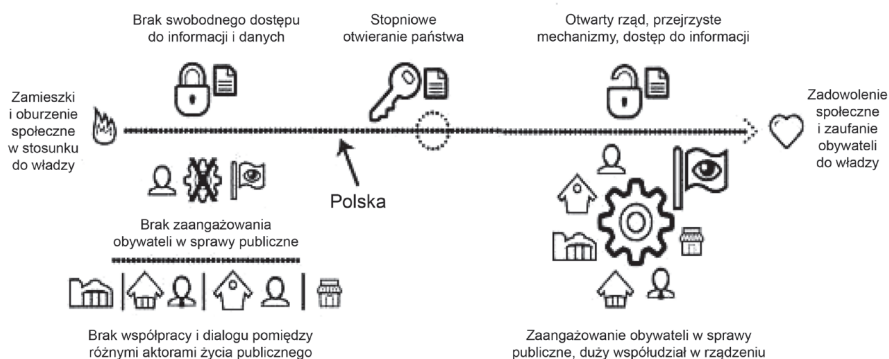 Brak swobodnego dostępu
do informacji i danych
Stopniowe
otwieranie państwa
Otwarty rząd, przejrzyste
mechanizmy, dostęp do informacji
Zamieszki
i oburzenie
społeczne
w stosunku
do władzy
Zadowolenie
społeczne
i zaufanie
obywateli
do władzy
Polska
Brak zaangażowania
obywateli w sprawy publiczne
Brak współpracy i dialogu pomiędzy
różnymi aktorami życia publicznego
Zaangażowanie obywateli w sprawy
publiczne, duży współudział w rządzeniu